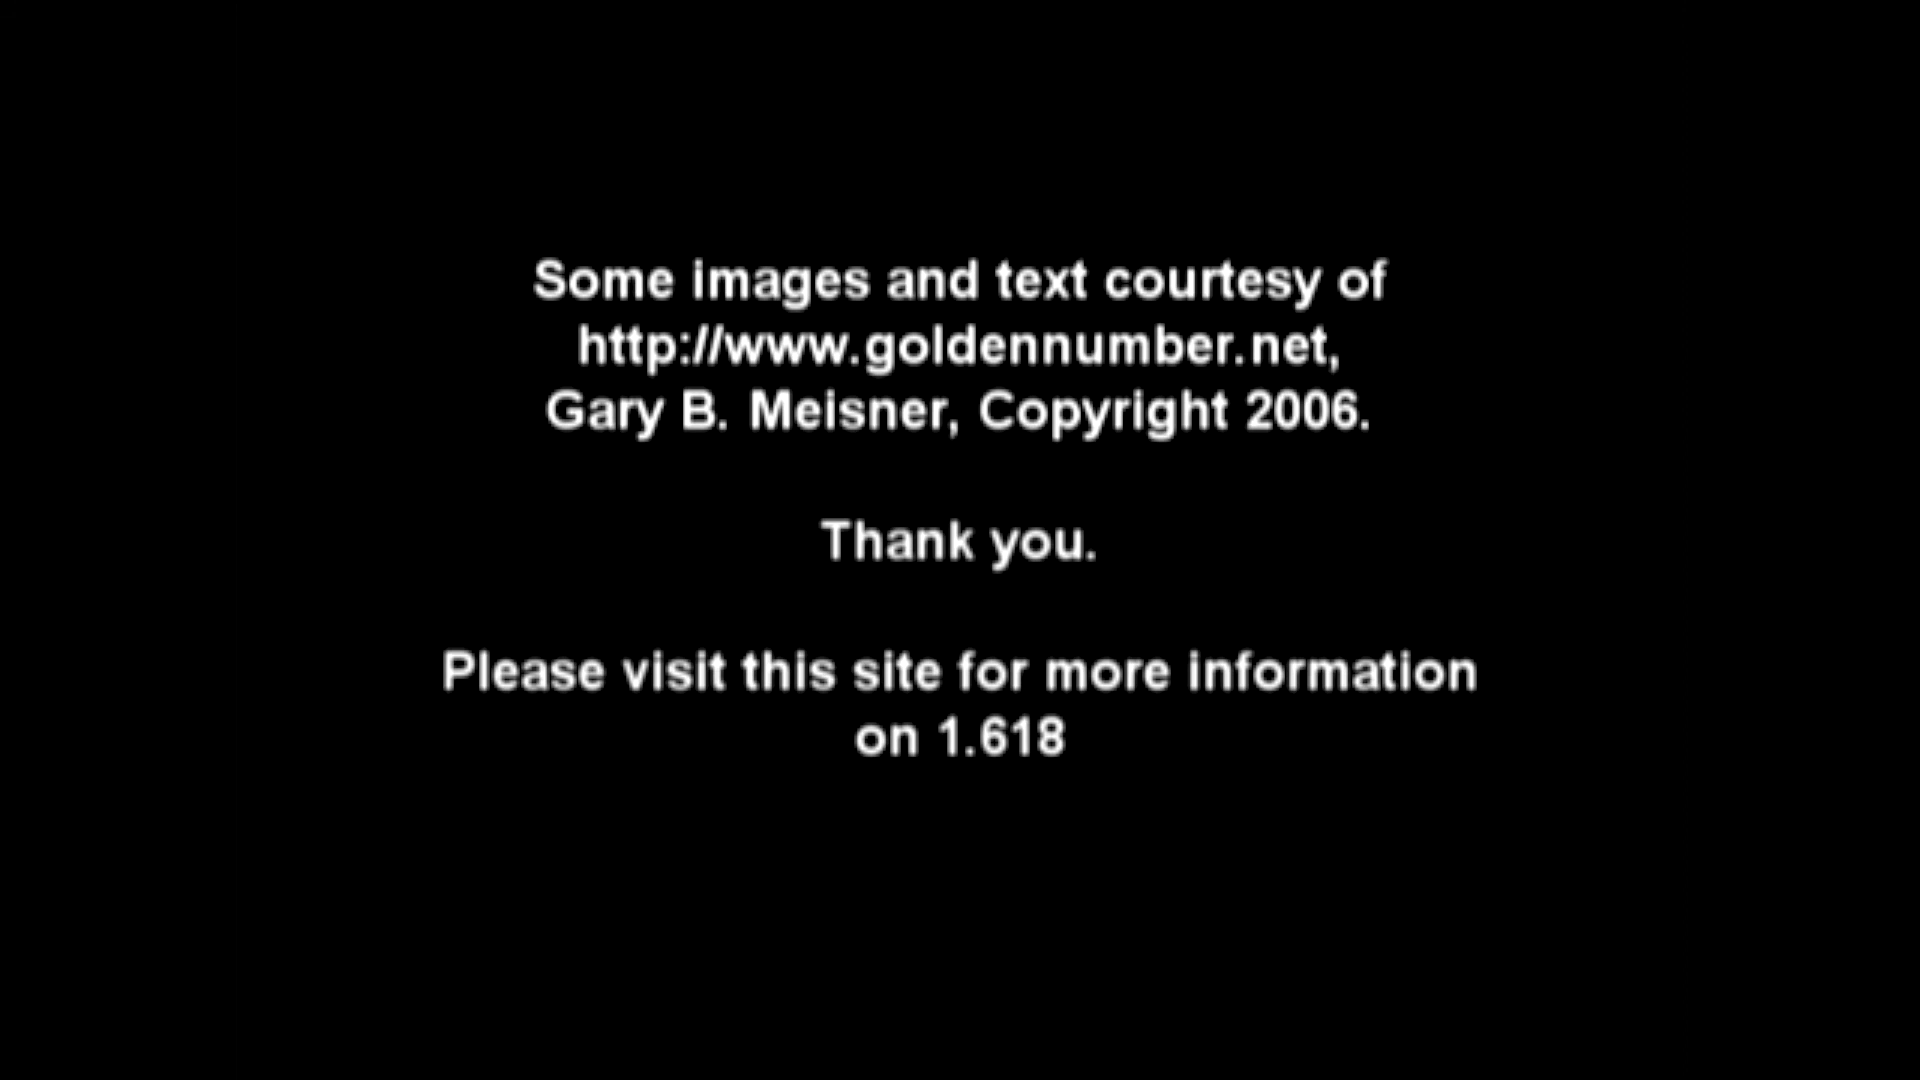 Some images and text courtesy of
http://www.goldennumber.net,
Gary B. Meisner, Copyright 2006.
Thank you.
Please visit this site for more information
on 1.618